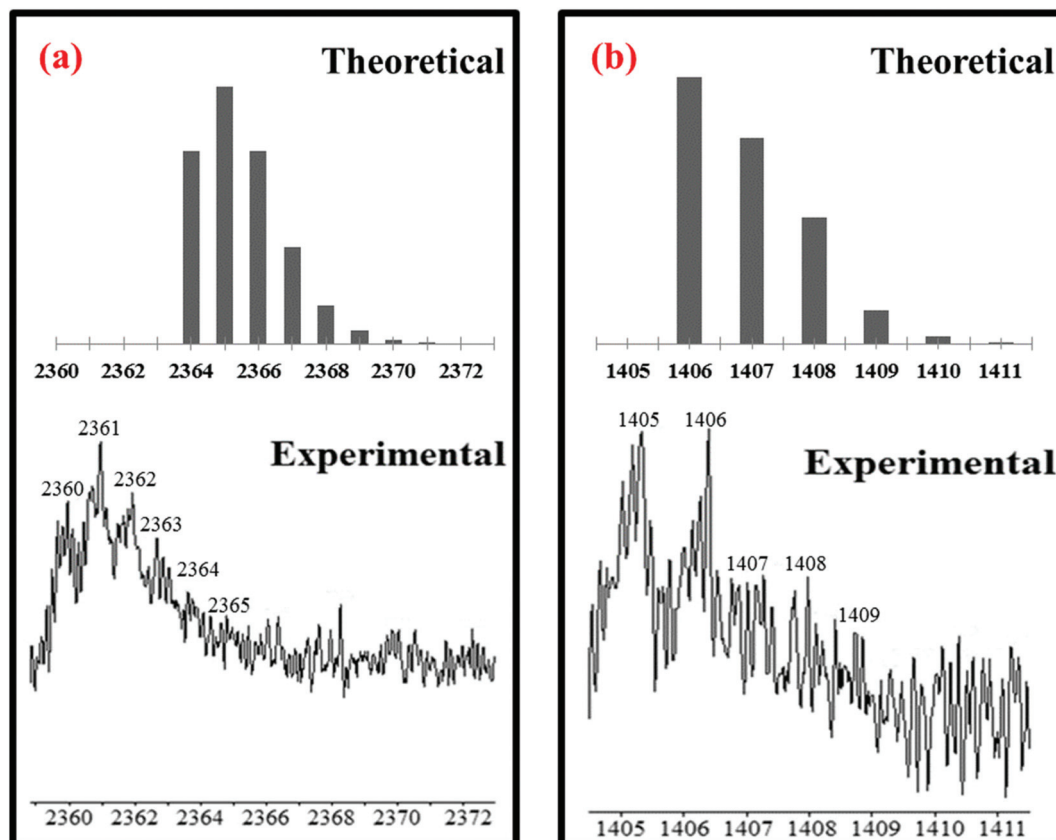 (a)
Theoretical
2360 2362 2364 2366 2368 2370 2372
2361
2360
2362
2363
2364
2365
Experimental
2360 2362 2364 2366 2368 2370 2372
(b)
Theoretical
1405 1406 1407 1408 1409 1410 1411
1405 1406
1407 1408
1409
Experimental
1405 1406 1407 1408 1409 1410 1411